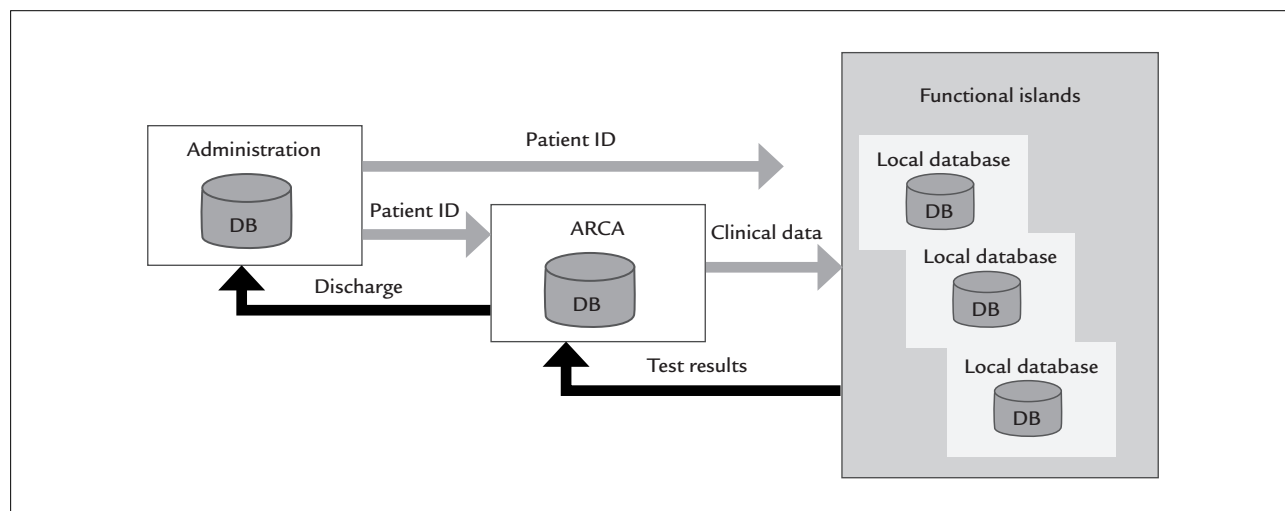 Functional islands
Administration
DB
Patient ID
Patient ID
ARCA
DB
Clinical data
Discharge
Test results
Local database
DB
Local database
DB
Local database
DB